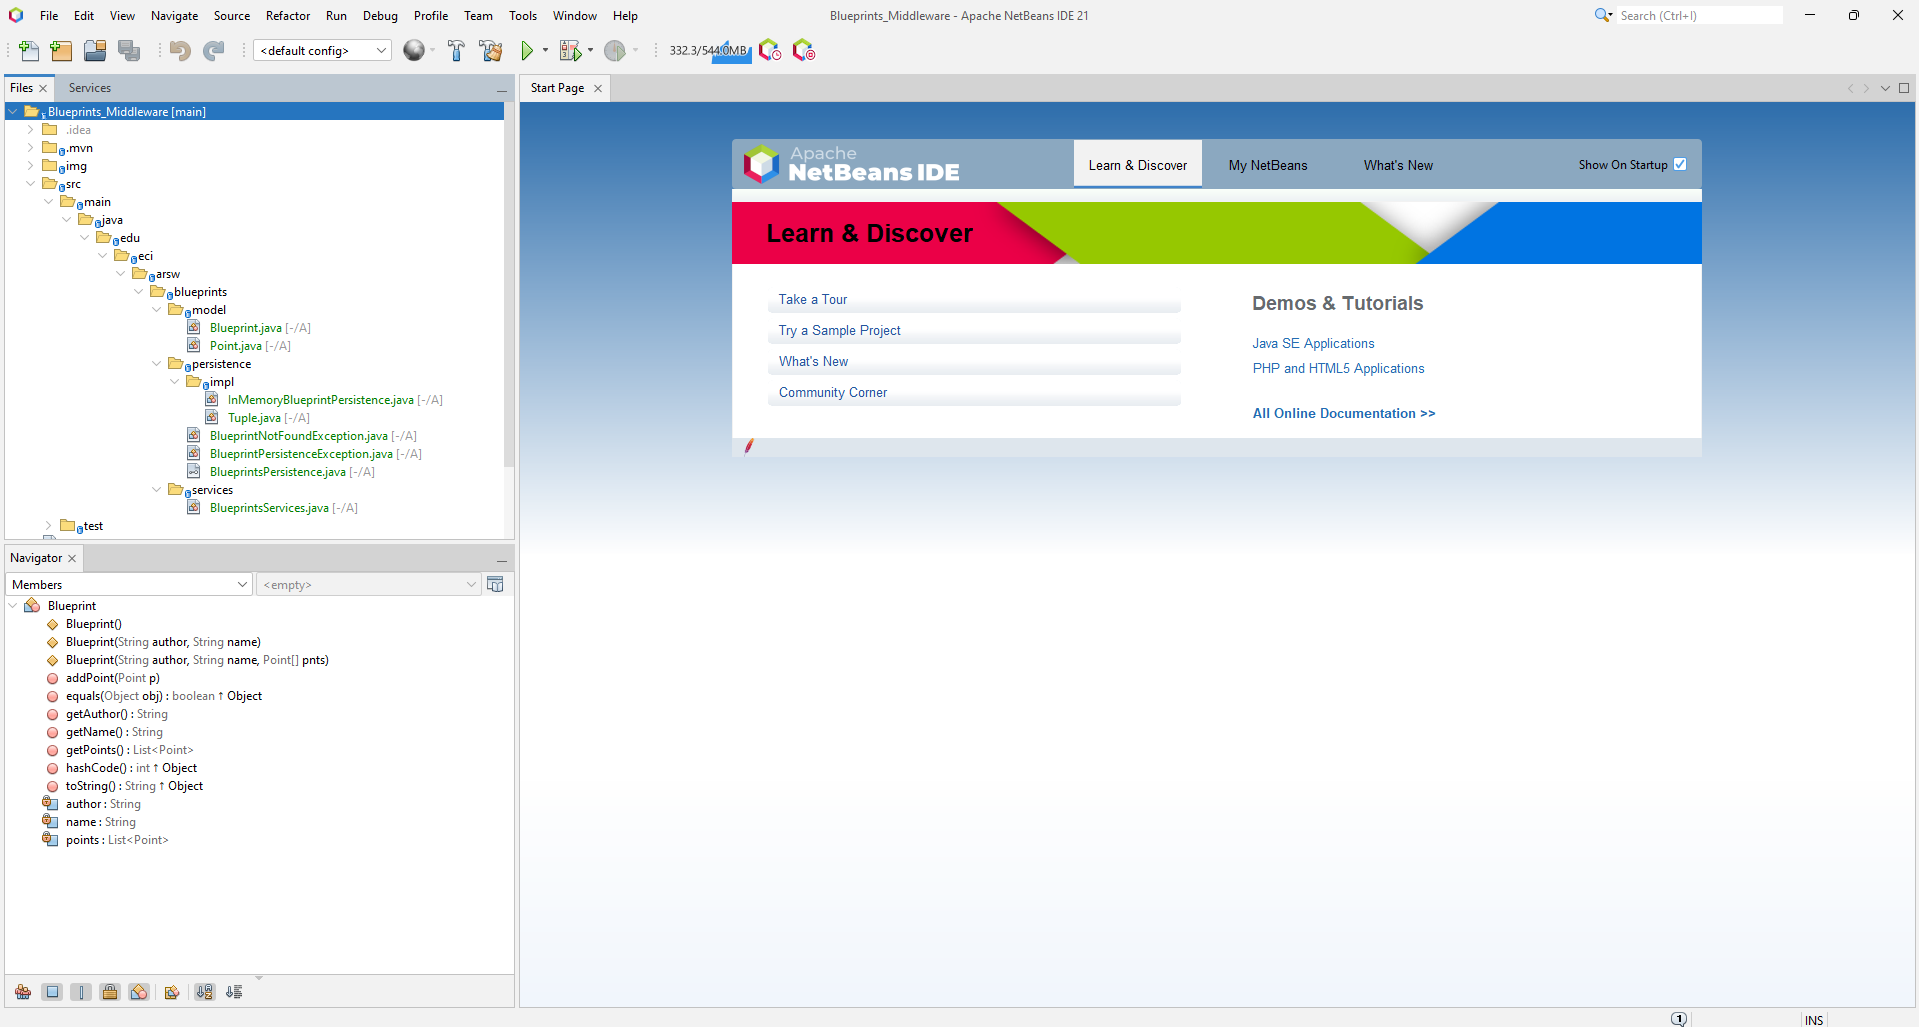 File Edit View Navigate Source Refactor Run Debug Profile Team Tools Window Help
Blueprints_Middleware - Apache NetBeans IDE 21
Search (Ctrl+I)
<default config>
332.3/544.0MB
Files
Services
Blueprints_Middleware [main]
.idea
.mvn
img
src
main
java
edu
eci
arsw
blueprints
model
Blueprint.java [-/A]
Point.java [-/A]
persistence
impl
InMemoryBlueprintPersistence.java [-/A]
Tuple.java [-/A]
BlueprintNotFoundException.java [-/A]
BlueprintPersistenceException.java [-/A]
BlueprintsPersistence.java [-/A]
services
BlueprintsServices.java [-/A]
test
Navigator
Members
<empty>
Blueprint
Blueprint()
Blueprint(String author, String name)
Blueprint(String author, String name, Point[] pnts)
addPoint(Point p)
equals(Object obj) : boolean ↑ Object
getAuthor() : String
getName() : String
getPoints() : List<Point>
hashCode() : int ↑ Object
toString() : String ↑ Object
author : String
name : String
points : List<Point>
Start Page
Apache
NetBeans IDE
Learn & Discover
My NetBeans
What's New
Show On Startup
Learn & Discover
Take a Tour
Try a Sample Project
What's New
Community Corner
Demos & Tutorials
Java SE Applications
PHP and HTML5 Applications
All Online Documentation >>
1
INS